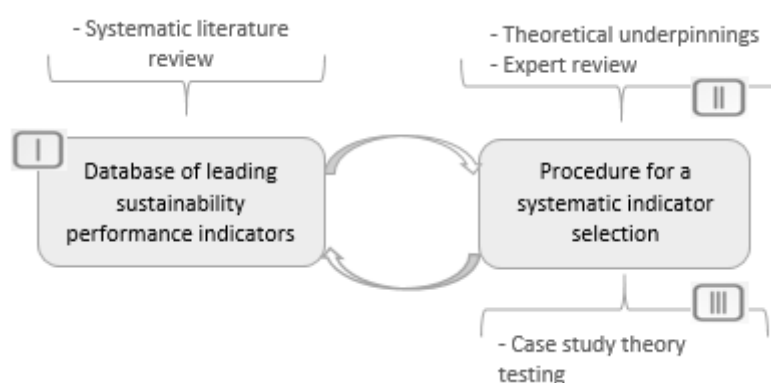 - Systematic literature
review
- Theoretical underpinnings
- Expert review
II
I
Database of leading
sustainability
performance indicators
Procedure for a
systematic indicator
selection
III
- Case study theory
testing